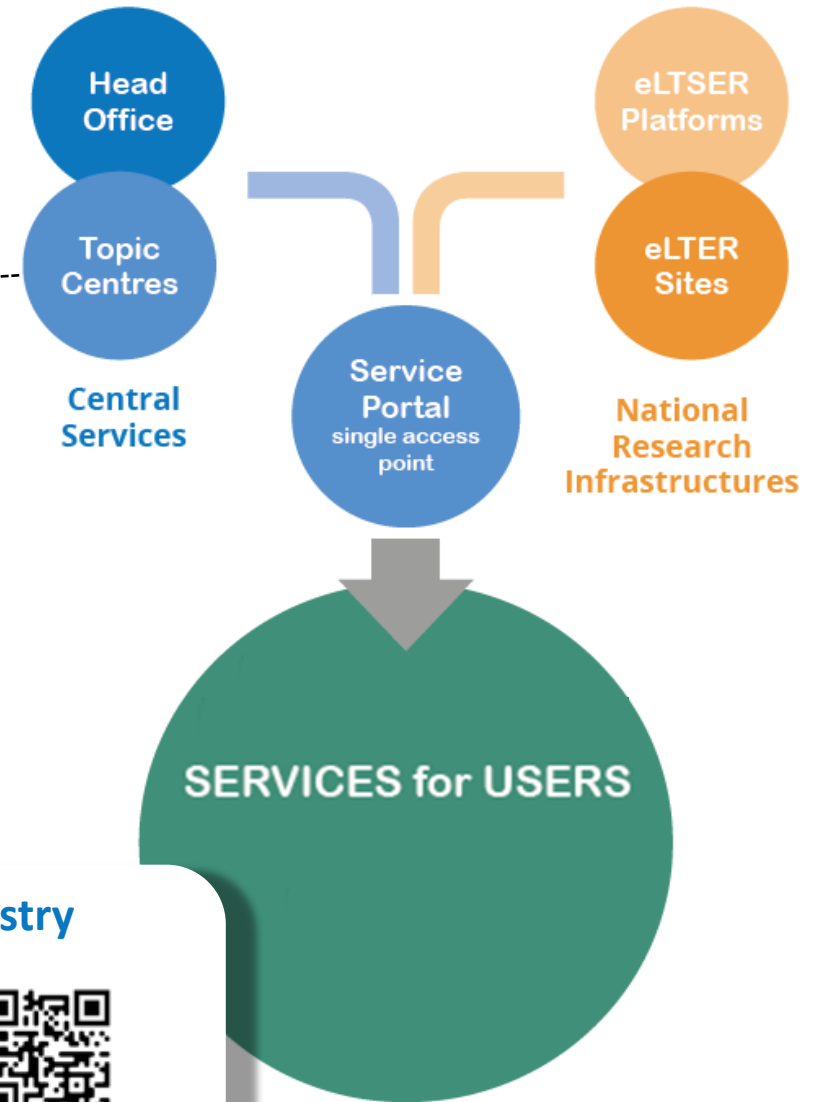 Head
Office
eLTSER
Platforms
Topic
Centres
eLTER
Sites
Central
Services
Service
Portal
single access
point
National
Research
Infrastructures
SERVICES for USERS
stry